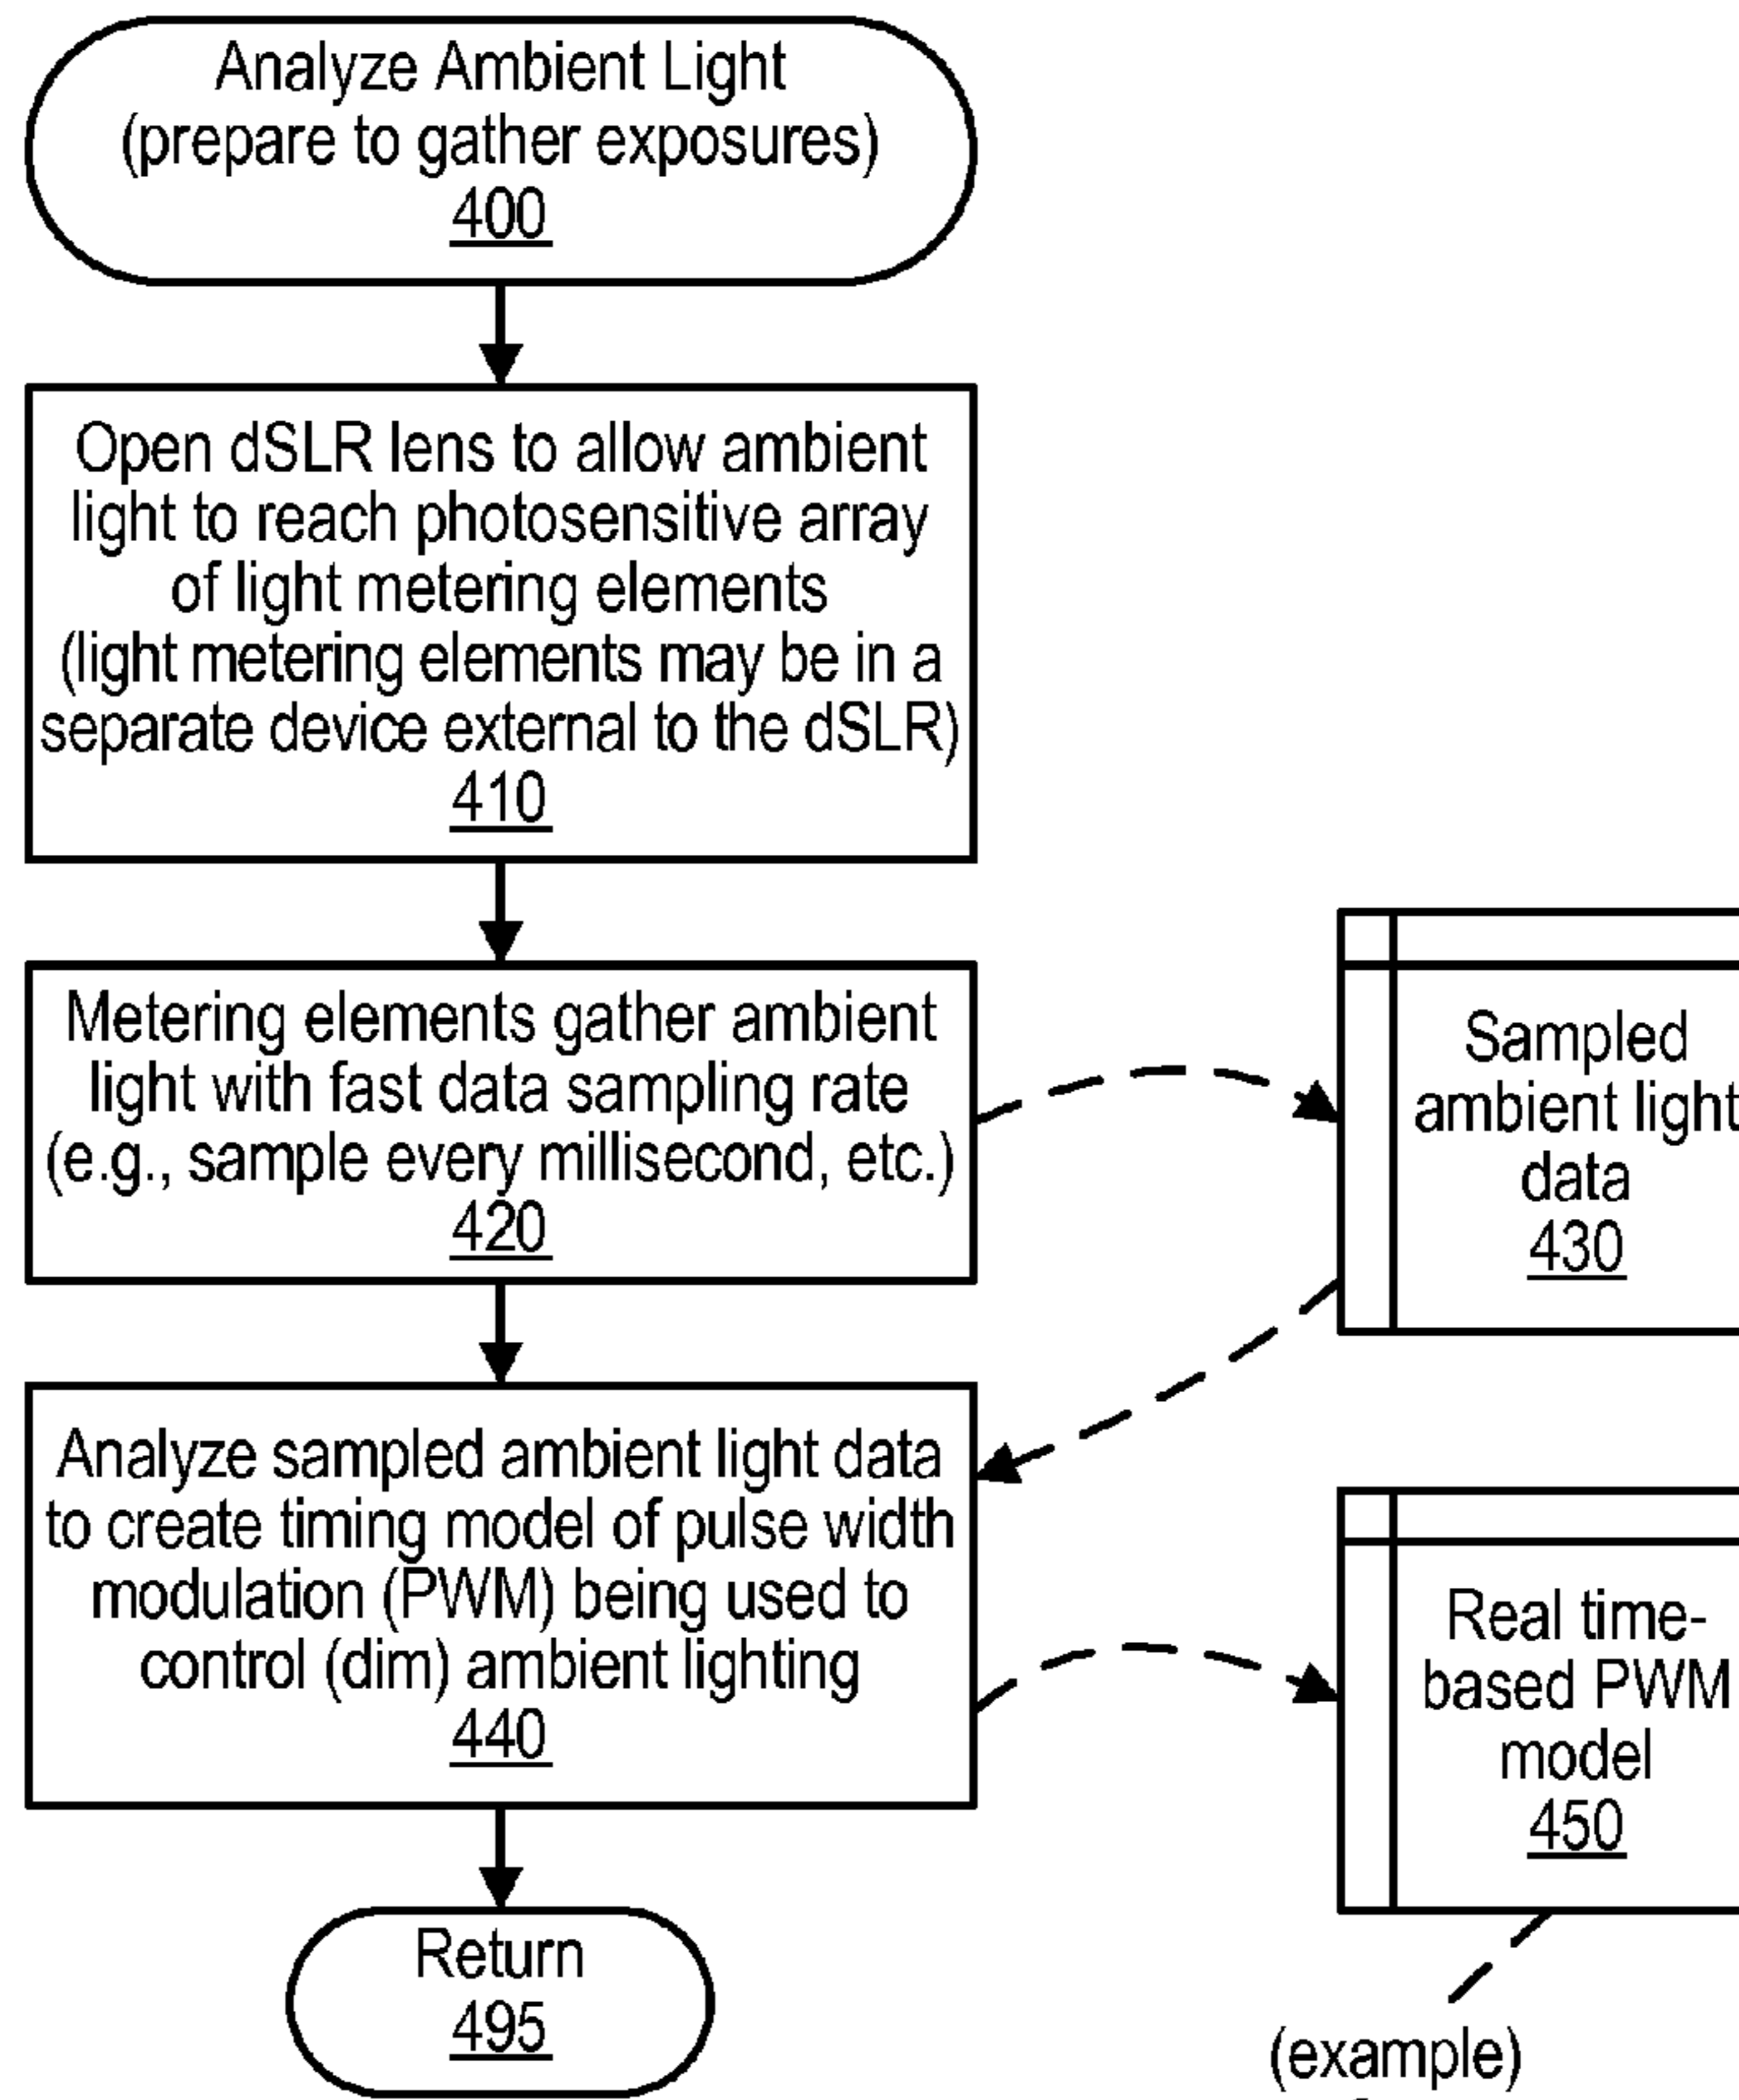 Analyze Ambient Light
(prepare to gather exposures)
400
Open dSLR lens to allow ambient
light to reach photosensitive array
of light metering elements
(light metering elements may be in a
separate device external to the dSLR)
410
Metering elements gather ambient
light with fast data sampling rate
(e.g., sample every millisecond, etc.)
420
Sampled
ambient light
data
430
Analyze sampled ambient light data
to create timing model of pulse width
modulation (PWM) being used to
control (dim) ambient lighting
440
Real time-
based PWM
model
450
Return
495
(example)